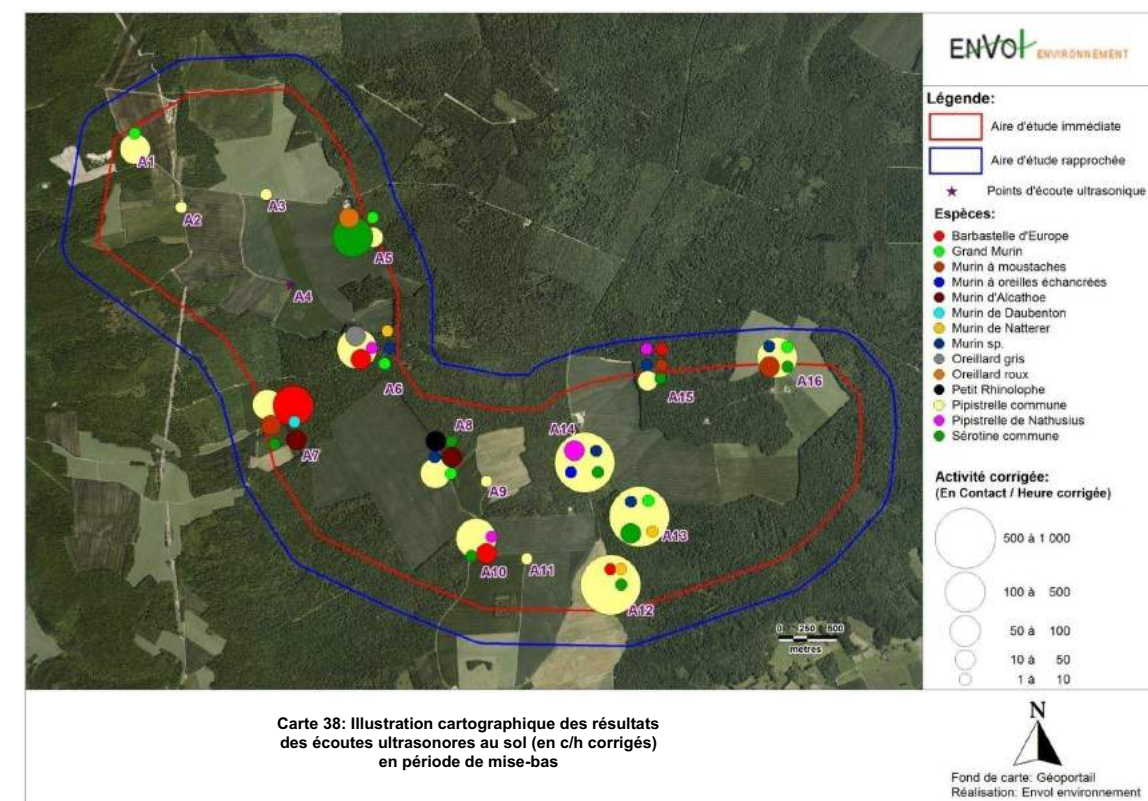 ENVOL ENVIRONNEMENT
Légende:
Aire d'étude immédiate
Aire d'étude rapprochée
Points d'écoute ultrasonique
Espèces:
Barbastelle d'Europe
Grand Murin
Murin à moustaches
Murin à oreilles échancrées
Murin d'Alcathoe
Murin de Daubenton
Murin de Natterer
Murin sp.
Oreillard gris
Oreillard roux
Petit Rhinolophe
Pipistrelle commune
Pipistrelle de Nathusius
Sérotine commune
Activité corrigée:
(En Contact / Heure corrigée)
500 à 1 000
100 à 500
50 à 100
10 à 50
1 à 10
A1
A2
A3
A5
A4
A6
A15
A16
A7
A8
A14
A9
A13
A10
A11
A12
0 250 500
mètres
Carte 38: Illustration cartographique des résultats
des écoutes ultrasonores au sol (en c/h corrigés)
en période de mise-bas
N
Fond de carte: Géoportail
Réalisation: Envol environnement